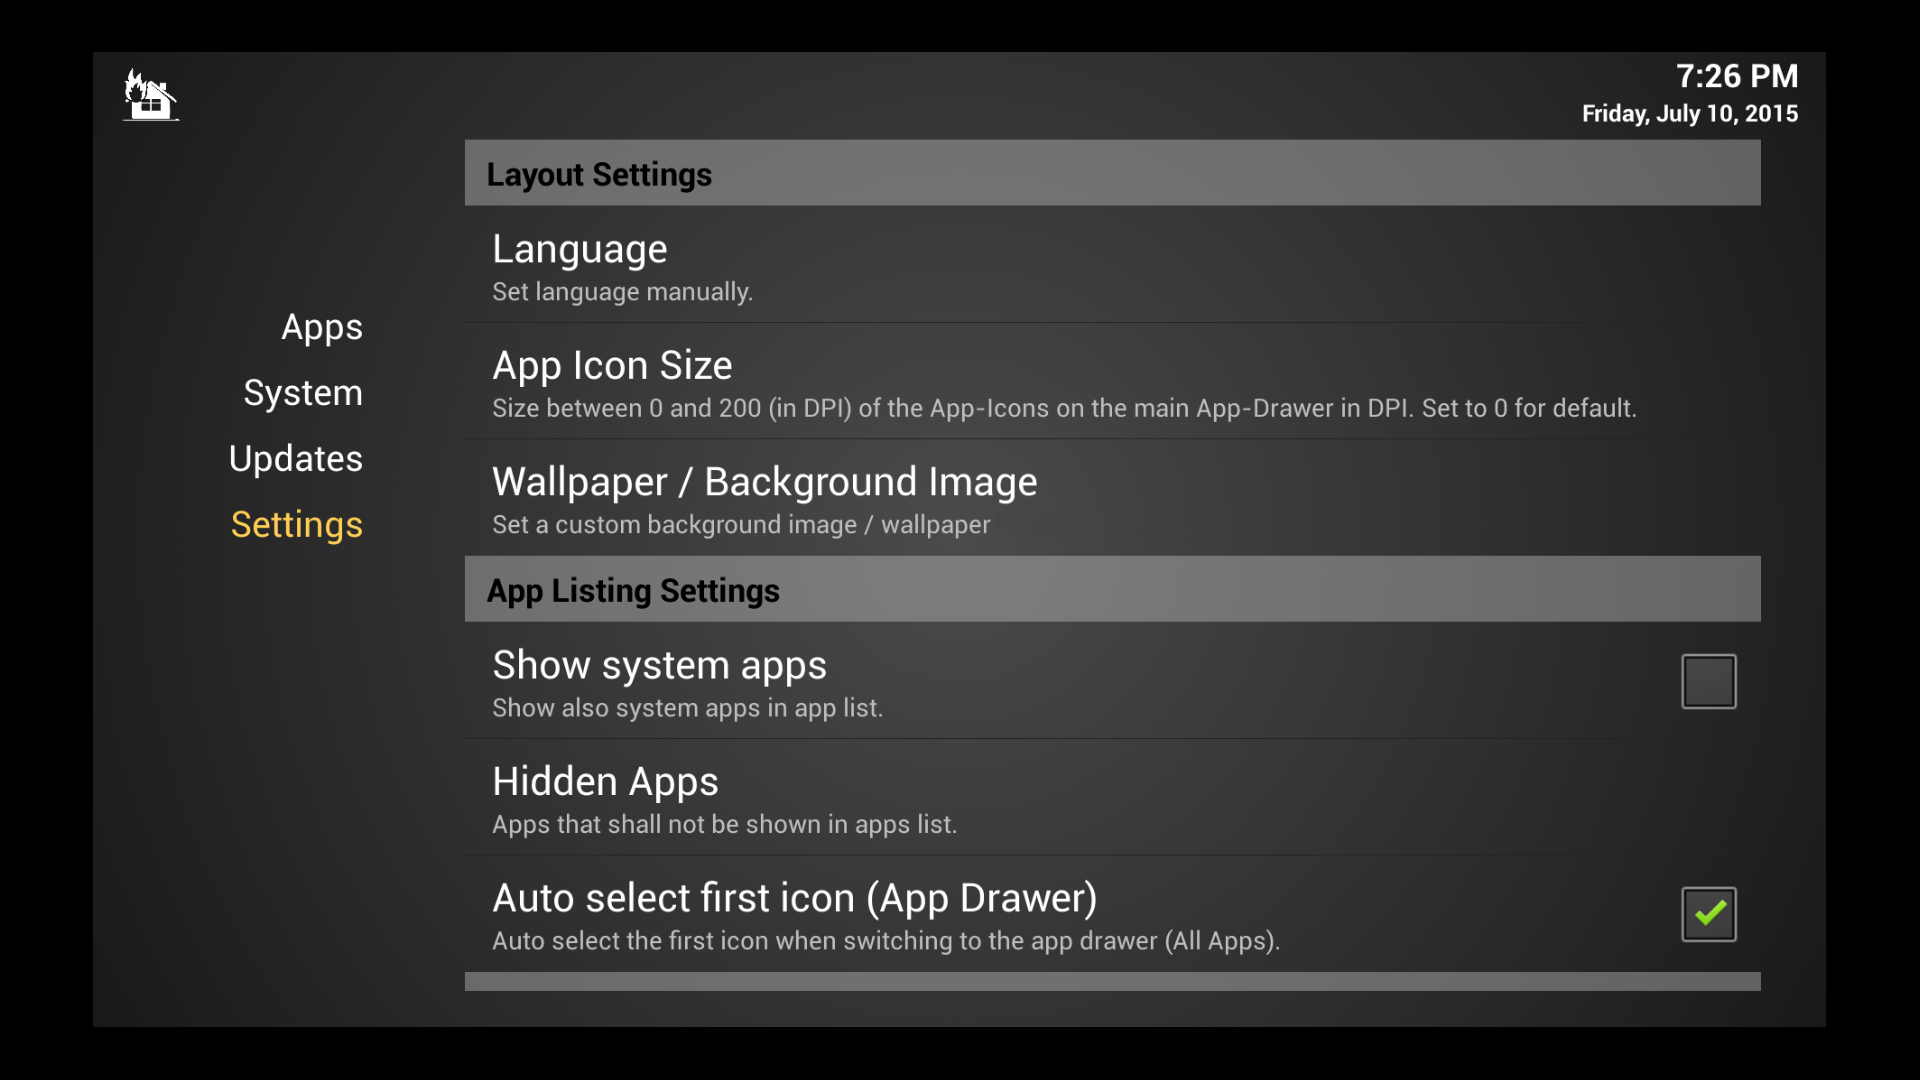 7:26 PM
Friday, July 10, 2015
Apps
System
Updates
Settings
Layout Settings
Language
Set language manually.
App Icon Size
Size between 0 and 200 (in DPI) of the App-Icons on the main App-Drawer in DPI. Set to 0 for default.
Wallpaper / Background Image
Set a custom background image / wallpaper
App Listing Settings
Show system apps
Show also system apps in app list.
Hidden Apps
Apps that shall not be shown in apps list.
Auto select first icon (App Drawer)
Auto select the first icon when switching to the app drawer (All Apps).